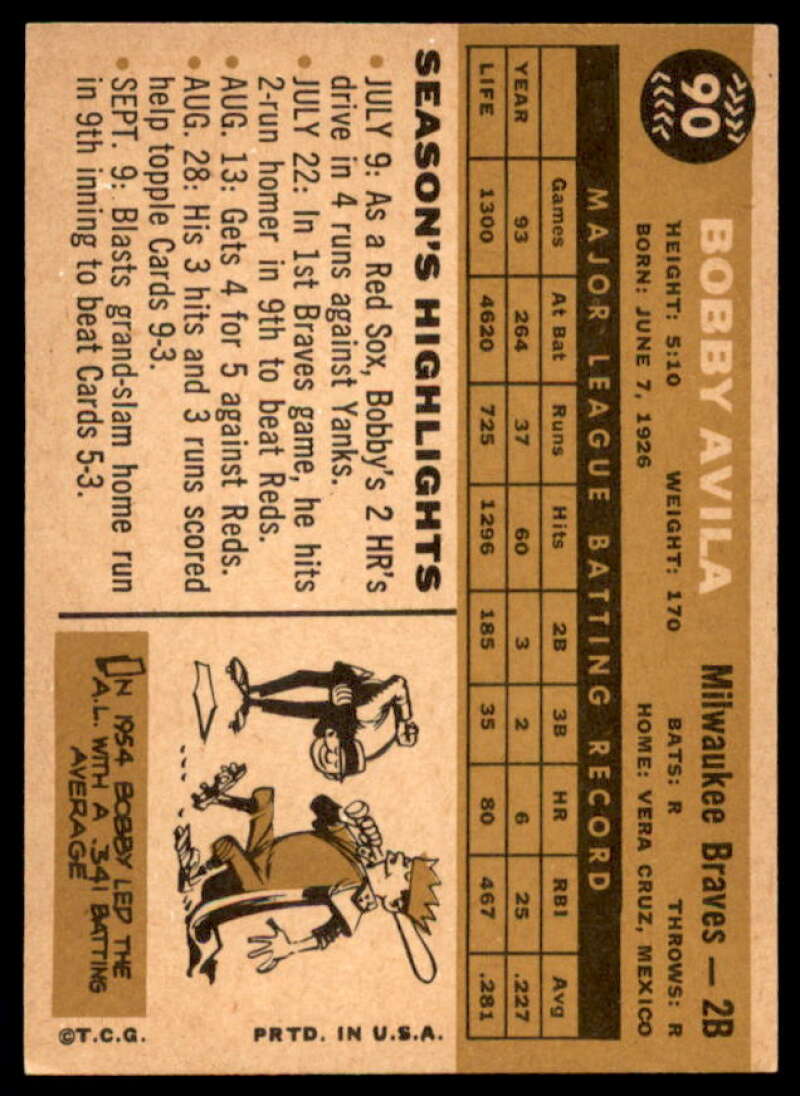 90
BOBBY AVILA Milwaukee Braves — 2B
HEIGHT: 5:10 WEIGHT: 170 BATS: R THROWS: R
BORN: JUNE 7, 1926 HOME: VERA CRUZ, MEXICO
MAJOR LEAGUE BATTING RECORD
Games At Bat Runs Hits 2B 3B HR RBI Avg
YEAR 93 264 37 60 3 2 6 25 .227
LIFE 1300 4620 725 1296 185 35 80 467 .281
SEASON'S HIGHLIGHTS
• JULY 9: As a Red Sox, Bobby's 2 HR's
drive in 4 runs against Yanks.
• JULY 22: In 1st Braves game, he hits
2-run homer in 9th to beat Reds.
• AUG. 13: Gets 4 for 5 against Reds.
• AUG. 28: His 3 hits and 3 runs scored
help topple Cards 9-3.
• SEPT. 9: Blasts grand-slam home run
in 9th inning to beat Cards 5-3.
IN 1954 BOBBY LED THE
A.L. WITH A .341 BATTING
AVERAGE
©T.C.G. PRTD. IN U.S.A.